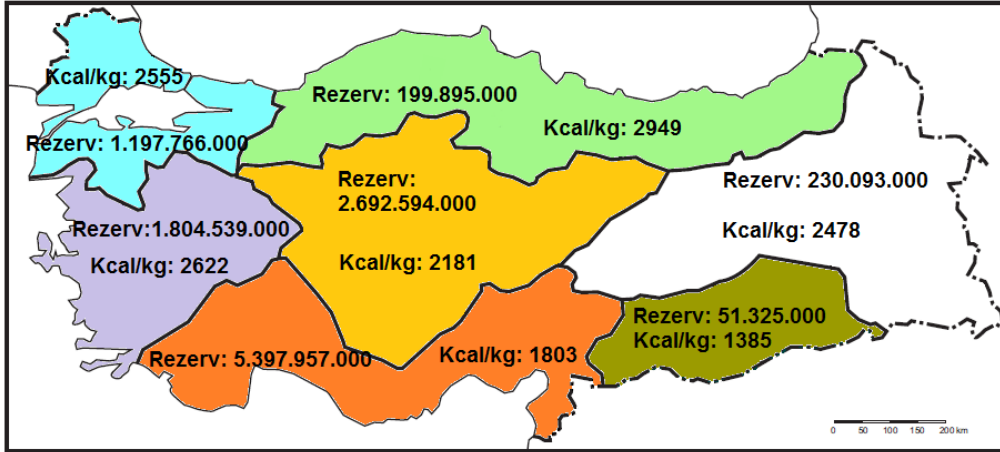 Kcal/kg: 2555
Rezerv: 1.197.766.000
Rezerv: 199.895.000
Kcal/kg: 2949
Rezerv:
2.692.594.000
Kcal/kg: 2181
Rezerv: 230.093.000
Kcal/kg: 2478
Rezerv:1.804.539.000
Kcal/kg: 2622
Rezerv: 5.397.957.000
Kcal/kg: 1803
Rezerv: 51.325.000
Kcal/kg: 1385
0 50 100 150 200 km